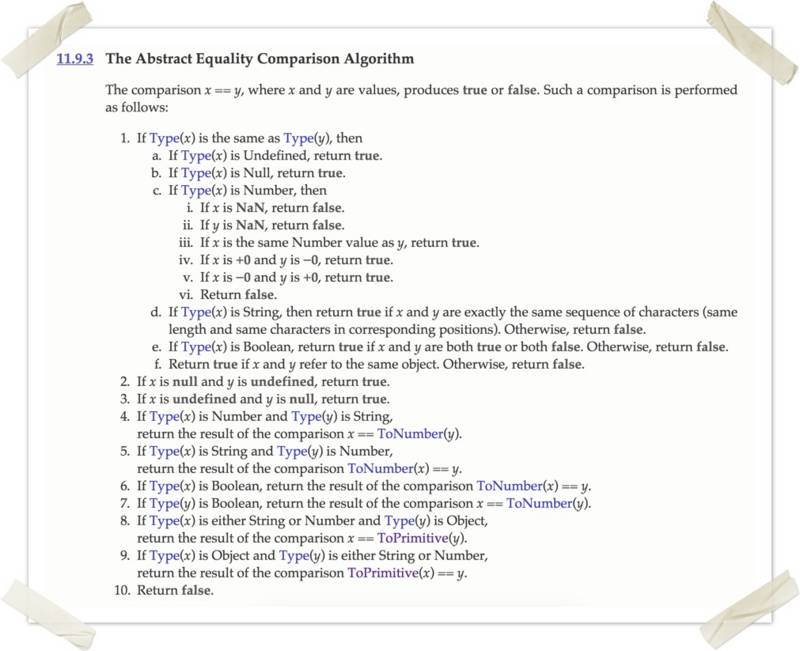 11.9.3 The Abstract Equality Comparison Algorithm
The comparison x == y, where x and y are values, produces true or false. Such a comparison is performed
as follows:
1. If Type(x) is the same as Type(y), then
a. If Type(x) is Undefined, return true.
b. If Type(x) is Null, return true.
c. If Type(x) is Number, then
i. If x is NaN, return false.
ii. If y is NaN, return false.
iii. If x is the same Number value as y, return true.
iv. If x is +0 and y is −0, return true.
v. If x is −0 and y is +0, return true.
vi. Return false.
d. If Type(x) is String, then return true if x and y are exactly the same sequence of characters (same
length and same characters in corresponding positions). Otherwise, return false.
e. If Type(x) is Boolean, return true if x and y are both true or both false. Otherwise, return false.
f. Return true if x and y refer to the same object. Otherwise, return false.
2. If x is null and y is undefined, return true.
3. If x is undefined and y is null, return true.
4. If Type(x) is Number and Type(y) is String,
return the result of the comparison x == ToNumber(y).
5. If Type(x) is String and Type(y) is Number,
return the result of the comparison ToNumber(x) == y.
6. If Type(x) is Boolean, return the result of the comparison ToNumber(x) == y.
7. If Type(y) is Boolean, return the result of the comparison x == ToNumber(y).
8. If Type(x) is either String or Number and Type(y) is Object,
return the result of the comparison x == ToPrimitive(y).
9. If Type(x) is Object and Type(y) is either String or Number,
return the result of the comparison ToPrimitive(x) == y.
10. Return false.